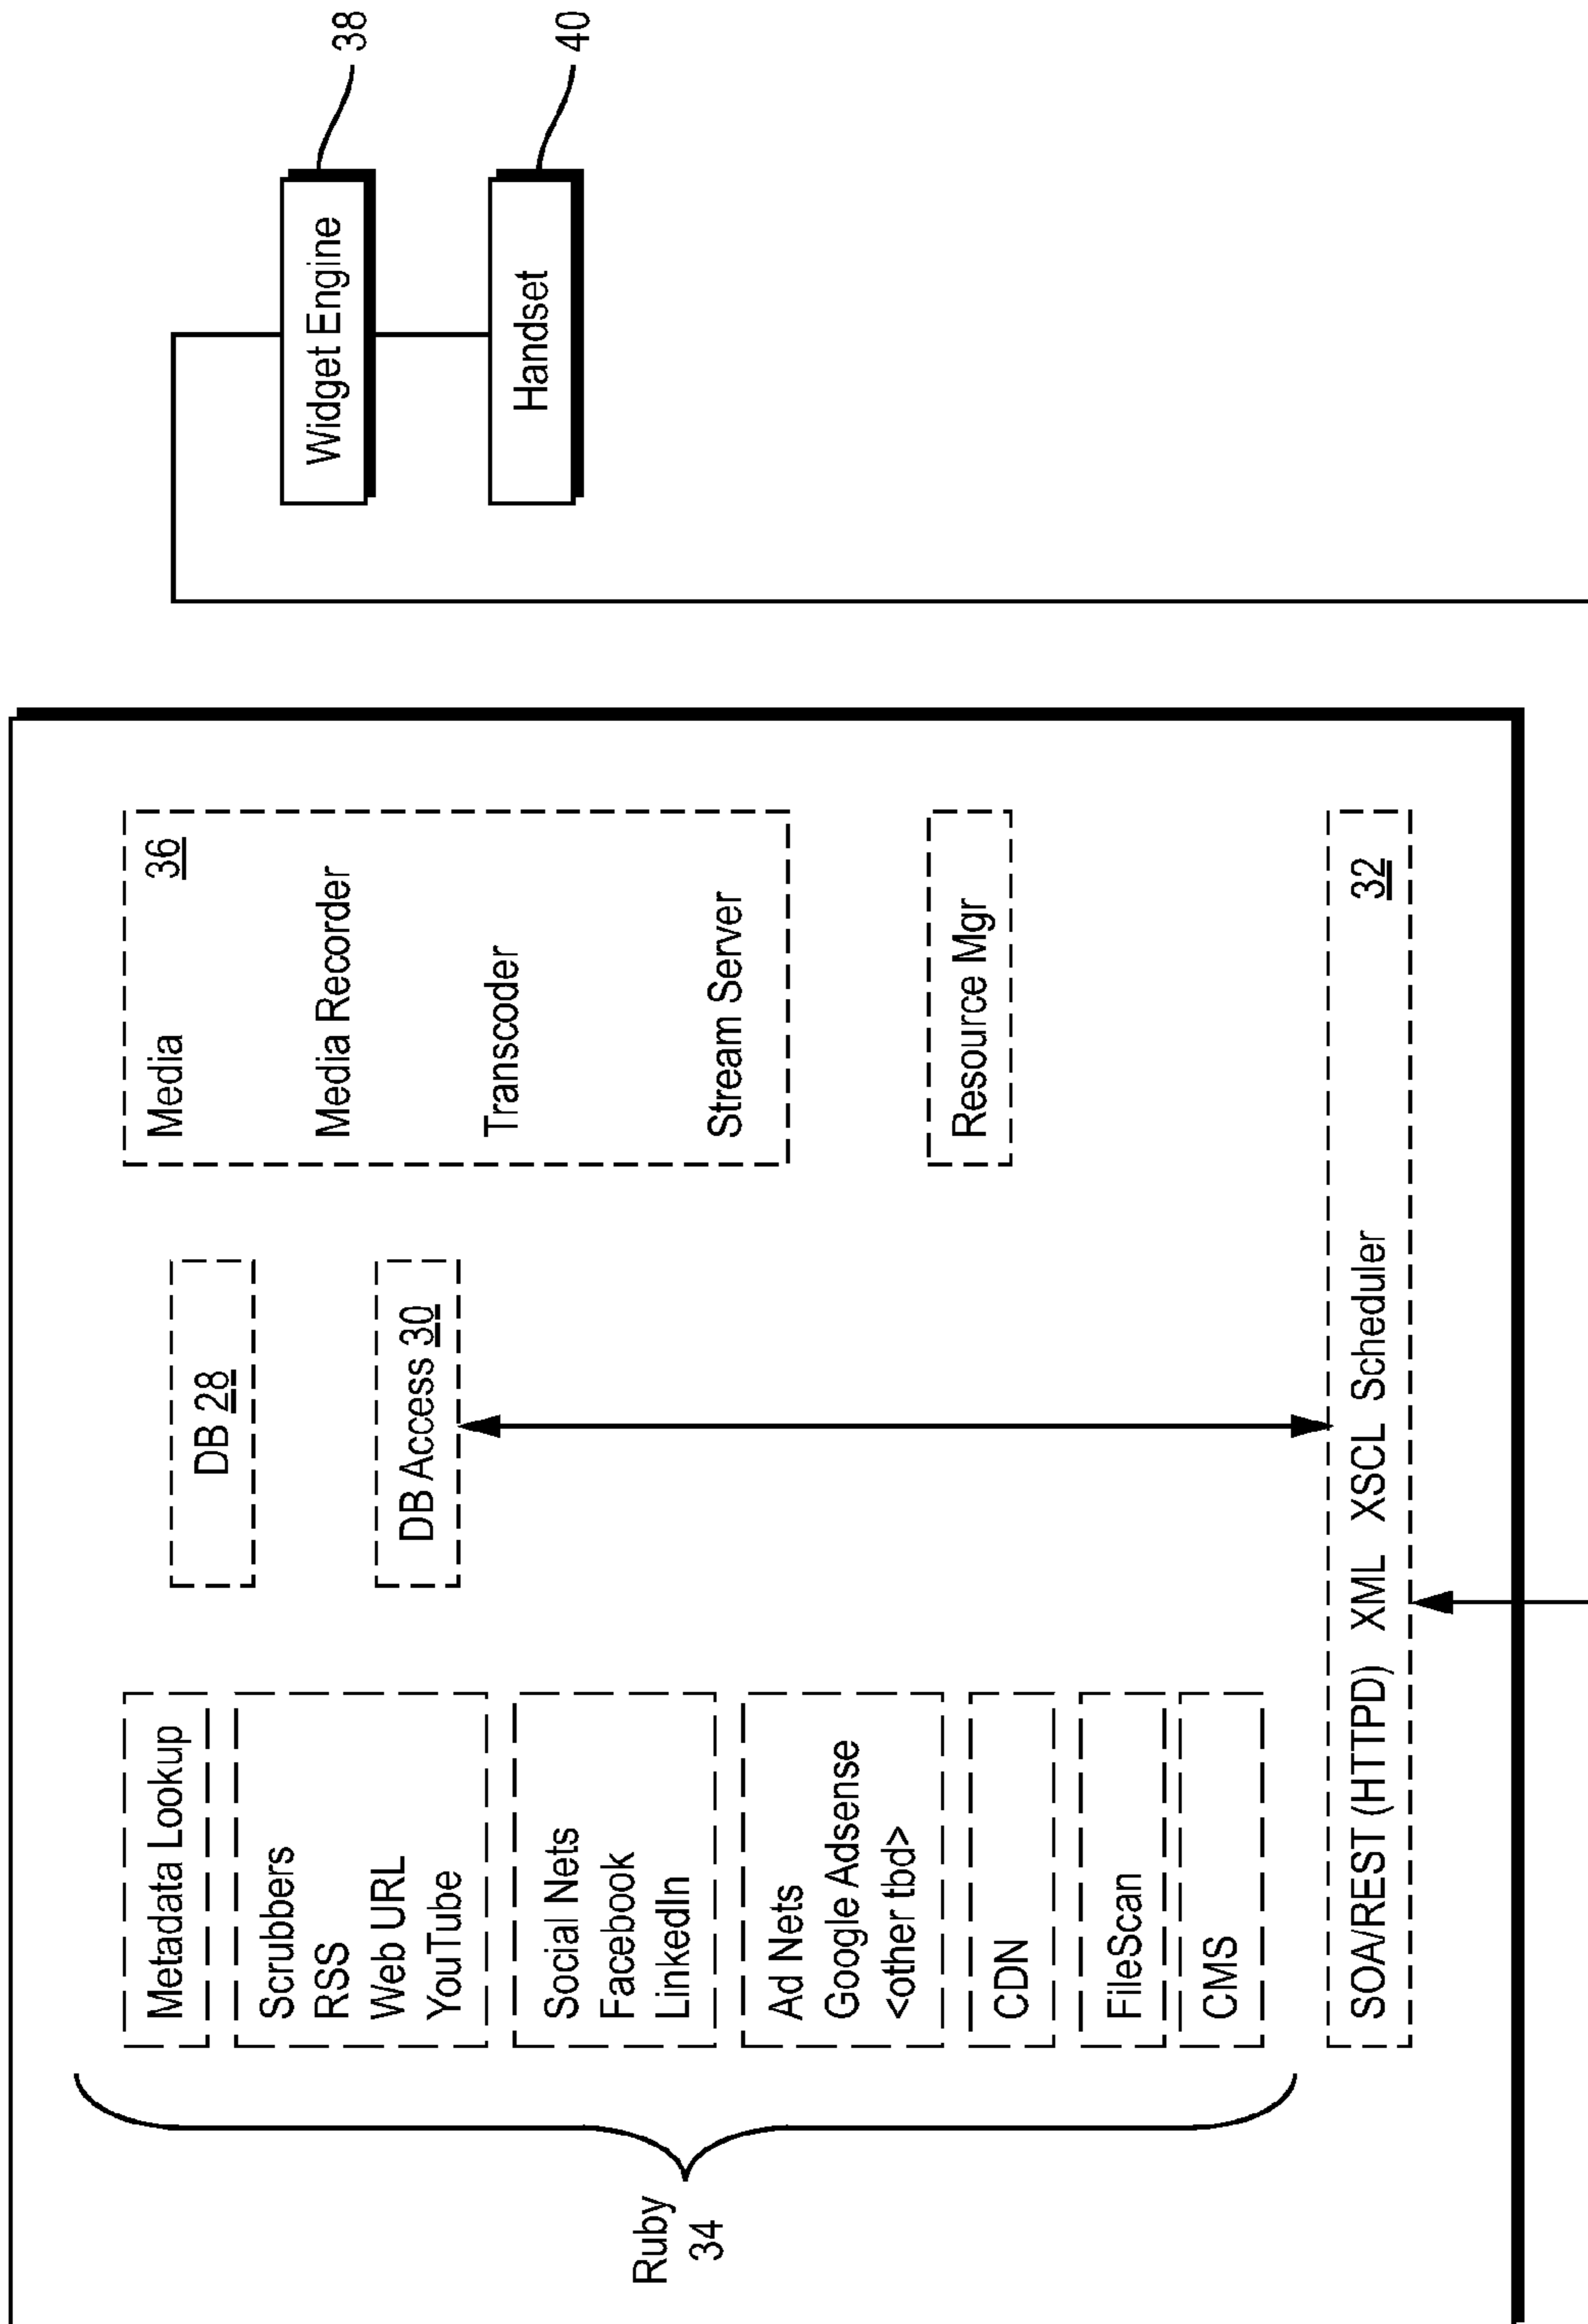 Ruby
34
Metadata Lookup
Scrubbers
RSS
Web URL
YouTube
Social Nets
Facebook
LinkedIn
Ad Nets
Google Adsense
<other tbd>
CDN
FileScan
CMS
DB 28
DB Access 30
Media 36
Media Recorder
Transcoder
Stream Server
Resource Mgr
SOA/REST (HTTPD) XML XSCL Scheduler 32
Widget Engine
38
Handset
40